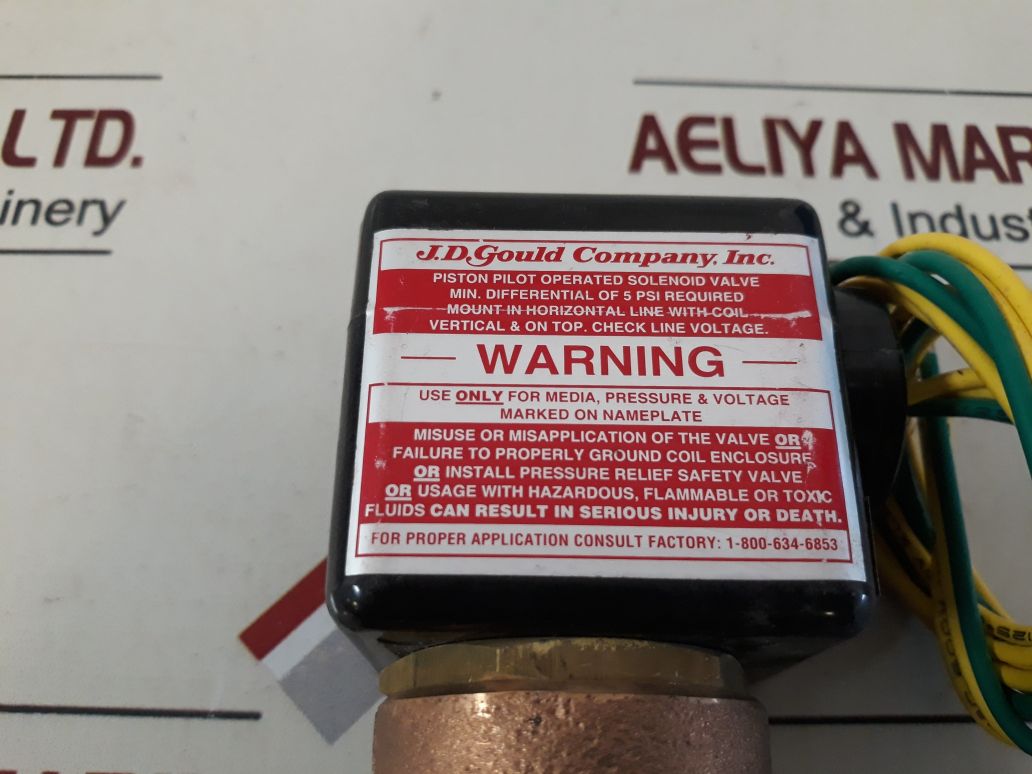 LTD.
inery
AELIYA MAR
& Indust
J.D.Gould Company, Inc.
PISTON PILOT OPERATED SOLENOID VALVE
MIN. DIFFERENTIAL OF 5 PSI REQUIRED
MOUNT IN HORIZONTAL LINE WITH COIL
VERTICAL & ON TOP. CHECK LINE VOLTAGE.
WARNING
USE ONLY FOR MEDIA, PRESSURE & VOLTAGE
MARKED ON NAMEPLATE
MISUSE OR MISAPPLICATION OF THE VALVE OR
FAILURE TO PROPERLY GROUND COIL ENCLOSURE
OR INSTALL PRESSURE RELIEF SAFETY VALVE
OR USAGE WITH HAZARDOUS, FLAMMABLE OR TOXIC
FLUIDS CAN RESULT IN SERIOUS INJURY OR DEATH.
FOR PROPER APPLICATION CONSULT FACTORY: 1-800-634-6853